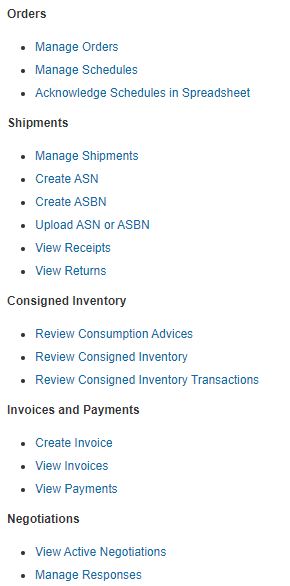 Orders
Manage Orders
Manage Schedules
Acknowledge Schedules in Spreadsheet
Shipments
Manage Shipments
Create ASN
Create ASBN
Upload ASN or ASBN
View Receipts
View Returns
Consigned Inventory
Review Consumption Advices
Review Consigned Inventory
Review Consigned Inventory Transactions
Invoices and Payments
Create Invoice
View Invoices
View Payments
Negotiations
View Active Negotiations
Manage Responses